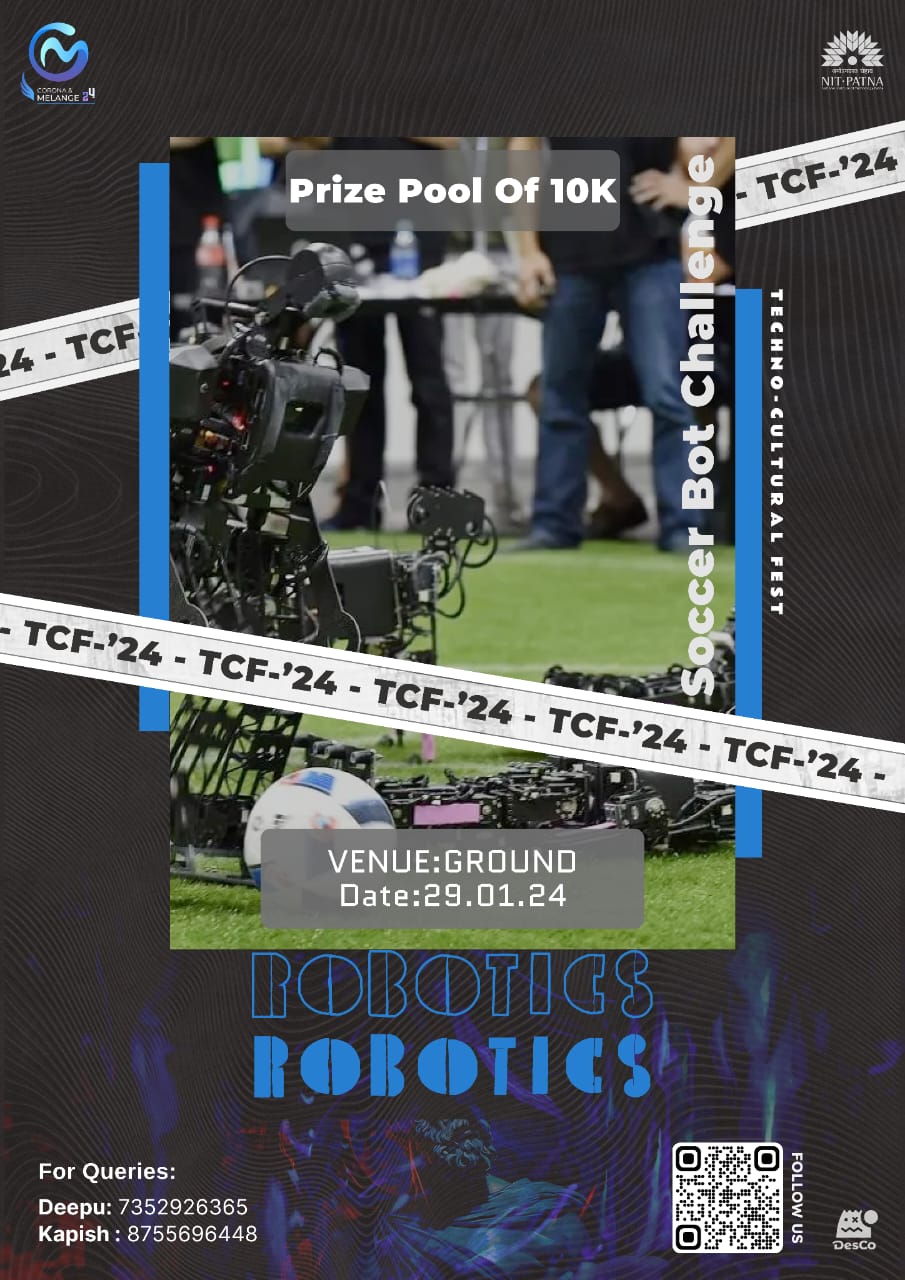 CORONA &
MELANGE 24
NIT-PATNA
Prize Pool Of 10K
- TCF-’24
24 - TCF-
Soccer Bot Challenge
TECHNO-CULTURAL FEST
- TCF-’24 - TCF-’24 - TCF-’24 - TCF-’24 - TCF-’24 -
VENUE:GROUND
Date:29.01.24
ROBOTICS
ROBOTICS
For Queries:
Deepu: 7352926365
Kapish : 8755696448
FOLLOW US
DesCo